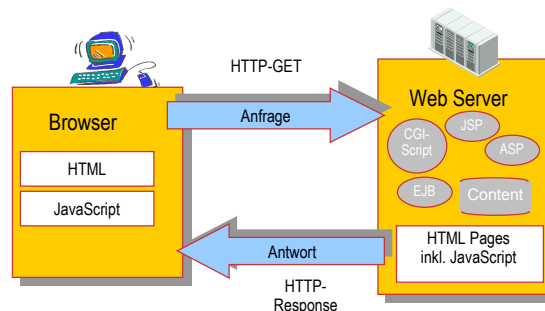 HTTP-GET
Browser
Anfrage
Web Server
CGI-
Script
JSP
ASP
HTML
JavaScript
EJB
Content
Antwort
HTML Pages
inkl. JavaScript
HTTP-
Response